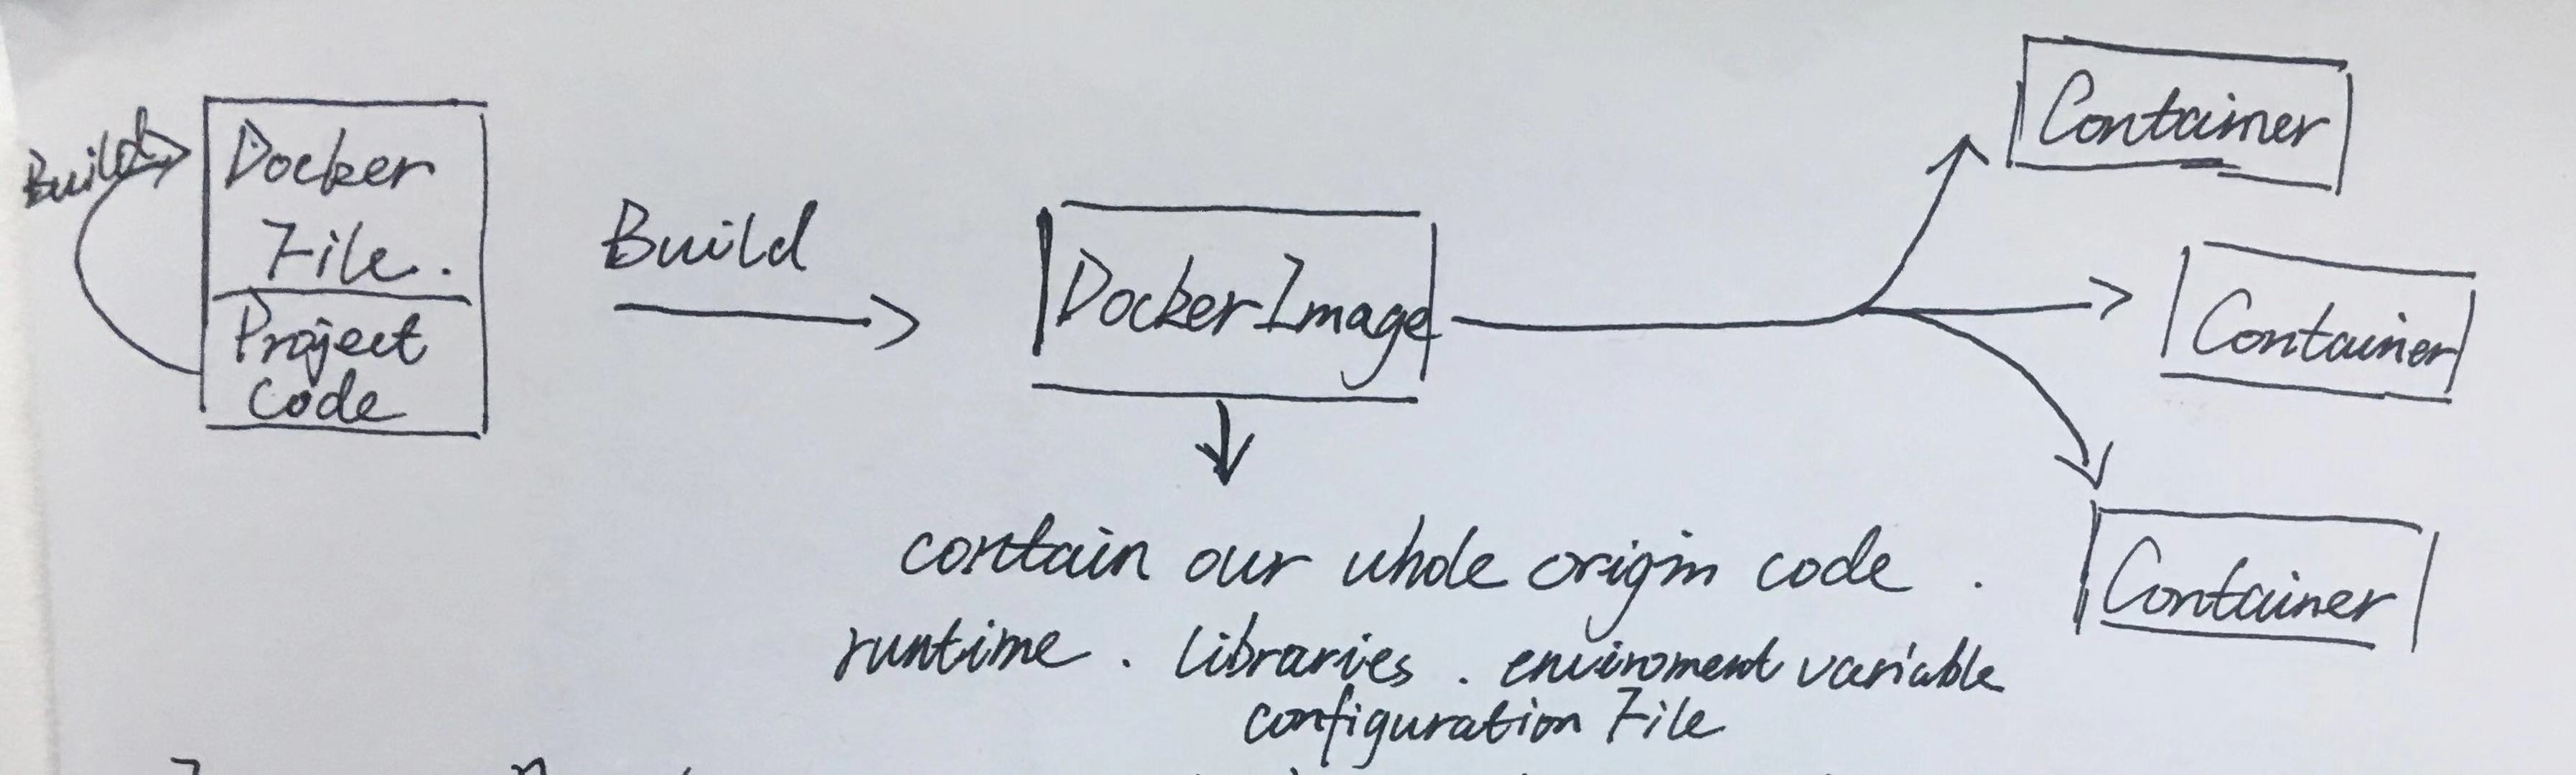 Build
Docker
File.
Project
Code
Build
Docker Image
Container
Container
Container
contain our whole origin code.
runtime. libraries. enviroment variable
configuration File